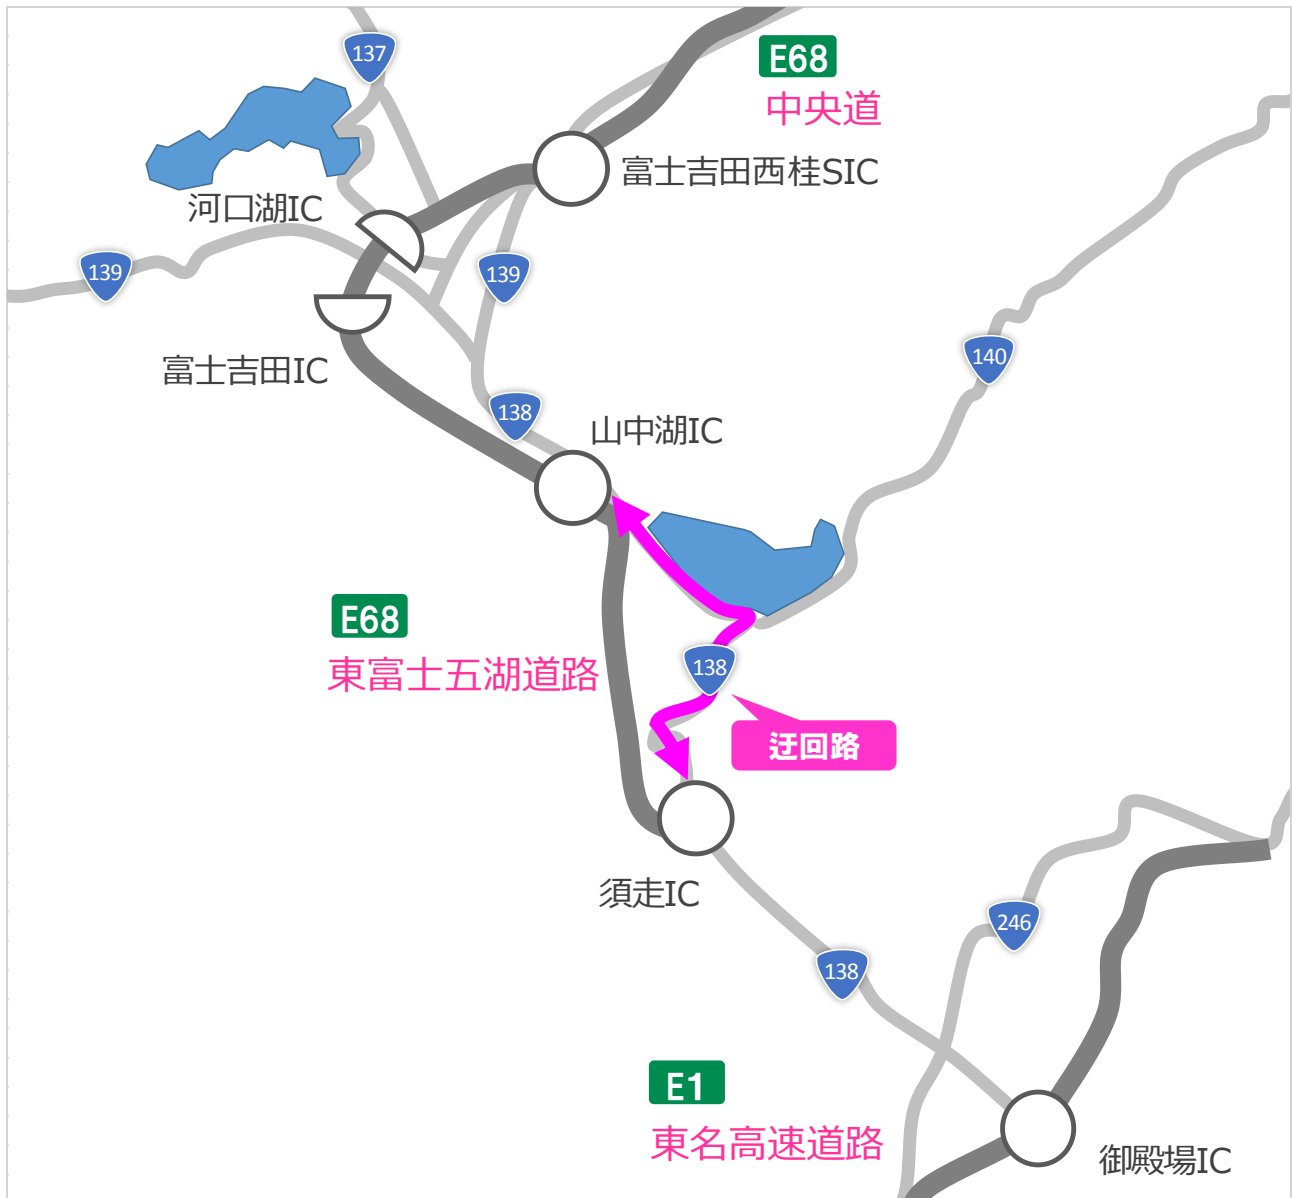 137
E68
中央道
富士吉田西桂SIC
河口湖IC
139
139
富士吉田IC
140
138
山中湖IC
E68
東富士五湖道路
138
迂回路
須走IC
246
138
E1
東名高速道路
御殿場IC